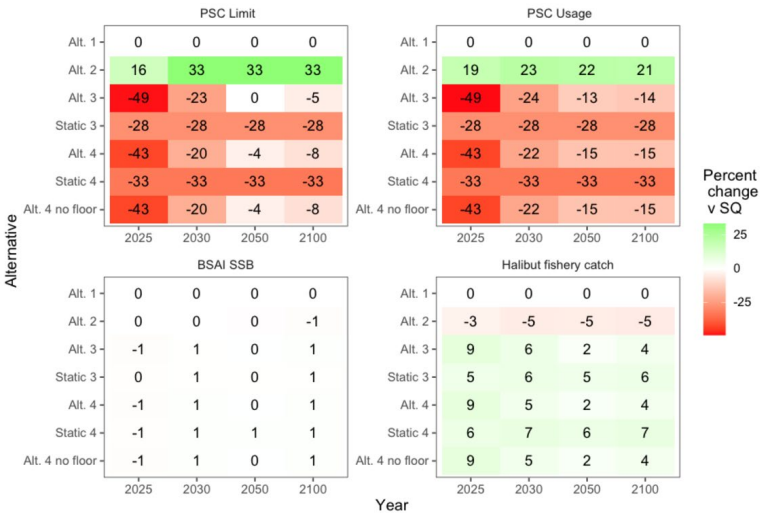 PSC Limit
Alt. 1 0 0 0 0
Alt. 2 16 33 33 33
Alt. 3 -49 -23 0 -5
Static 3 -28 -28 -28 -28
Alt. 4 -43 -20 -4 -8
Static 4 -33 -33 -33 -33
Alt. 4 no floor -43 -20 -4 -8
2025 2030 2050 2100
PSC Usage
Alt. 1 0 0 0 0
Alt. 2 19 23 22 21
Alt. 3 -49 -24 -13 -14
Static 3 -28 -28 -28 -28
Alt. 4 -43 -22 -15 -15
Static 4 -33 -33 -33 -33
Alt. 4 no floor -43 -22 -15 -15
2025 2030 2050 2100
BSAI SSB
Alt. 1 0 0 0 0
Alt. 2 0 0 0 -1
Alt. 3 -1 1 0 1
Static 3 0 1 0 1
Alt. 4 -1 1 0 1
Static 4 -1 1 1 1
Alt. 4 no floor -1 1 0 1
2025 2030 2050 2100
Halibut fishery catch
Alt. 1 0 0 0 0
Alt. 2 -3 -5 -5 -5
Alt. 3 9 6 2 4
Static 3 5 6 5 6
Alt. 4 9 5 2 4
Static 4 6 7 6 7
Alt. 4 no floor 9 5 2 4
2025 2030 2050 2100
Alternative
Year
Percent
change
v SQ
25
0
-25